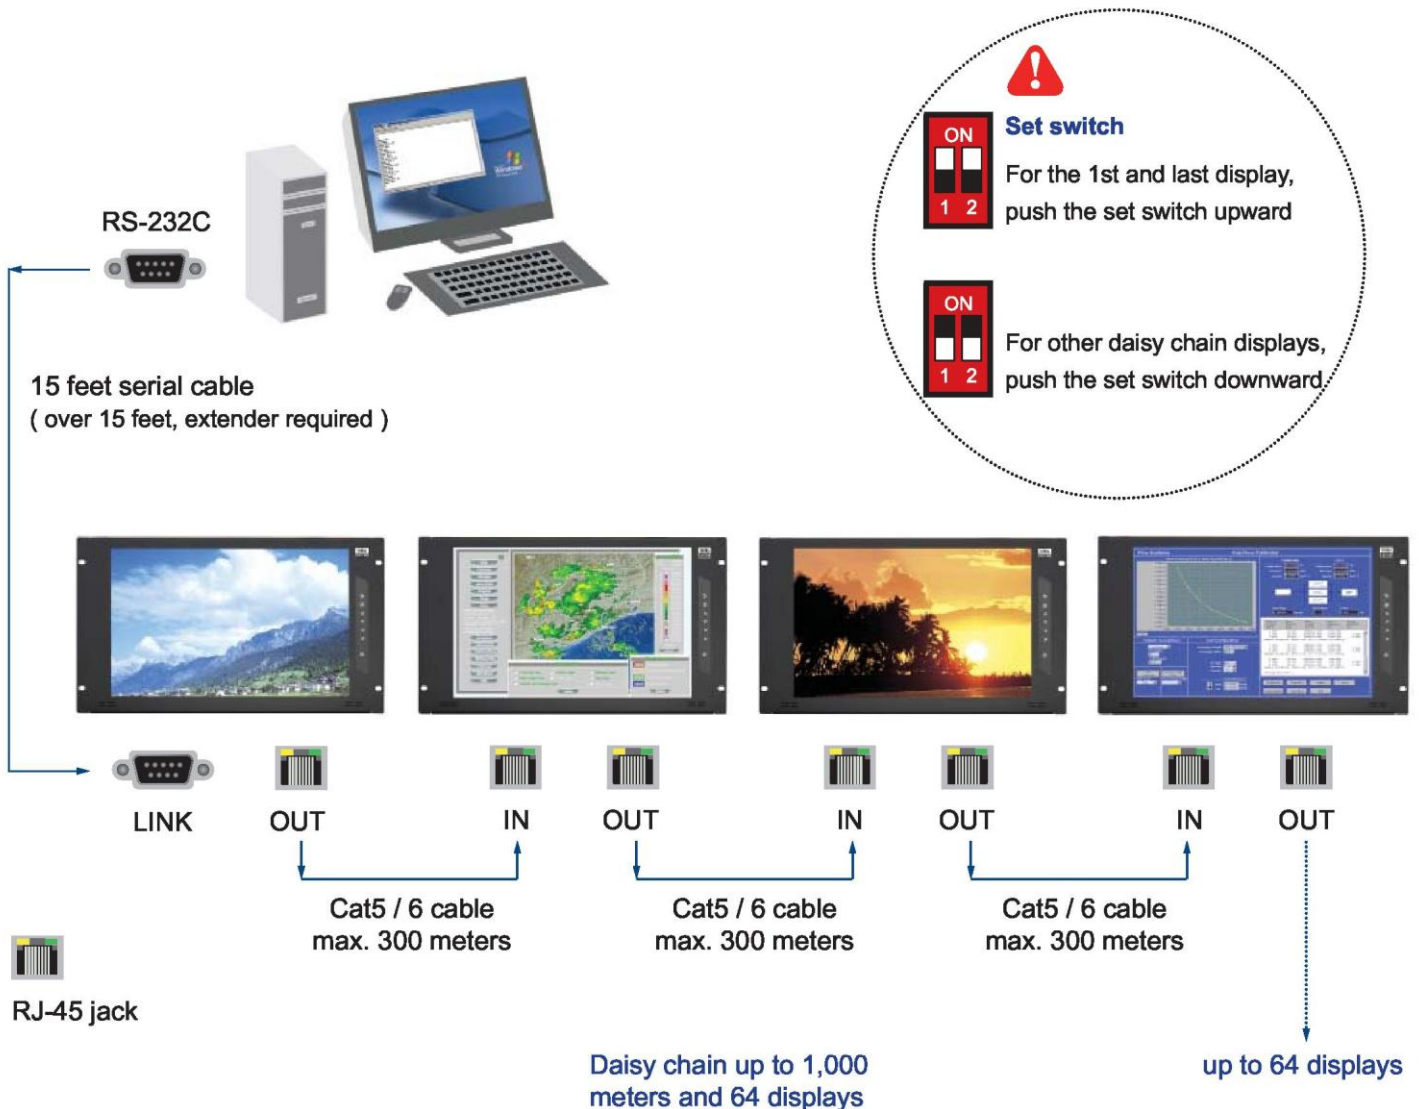 Set switch
ON
1 2
For the 1st and last display,
push the set switch upward
RS-232C
Windows
ON
1 2
For other daisy chain displays,
push the set switch downward
15 feet serial cable
( over 15 feet, extender required )
LINK
OUT
IN
OUT
IN
OUT
IN
OUT
Cat5 / 6 cable
max. 300 meters
Cat5 / 6 cable
max. 300 meters
Cat5 / 6 cable
max. 300 meters
RJ-45 jack
Daisy chain up to 1,000
meters and 64 displays
up to 64 displays